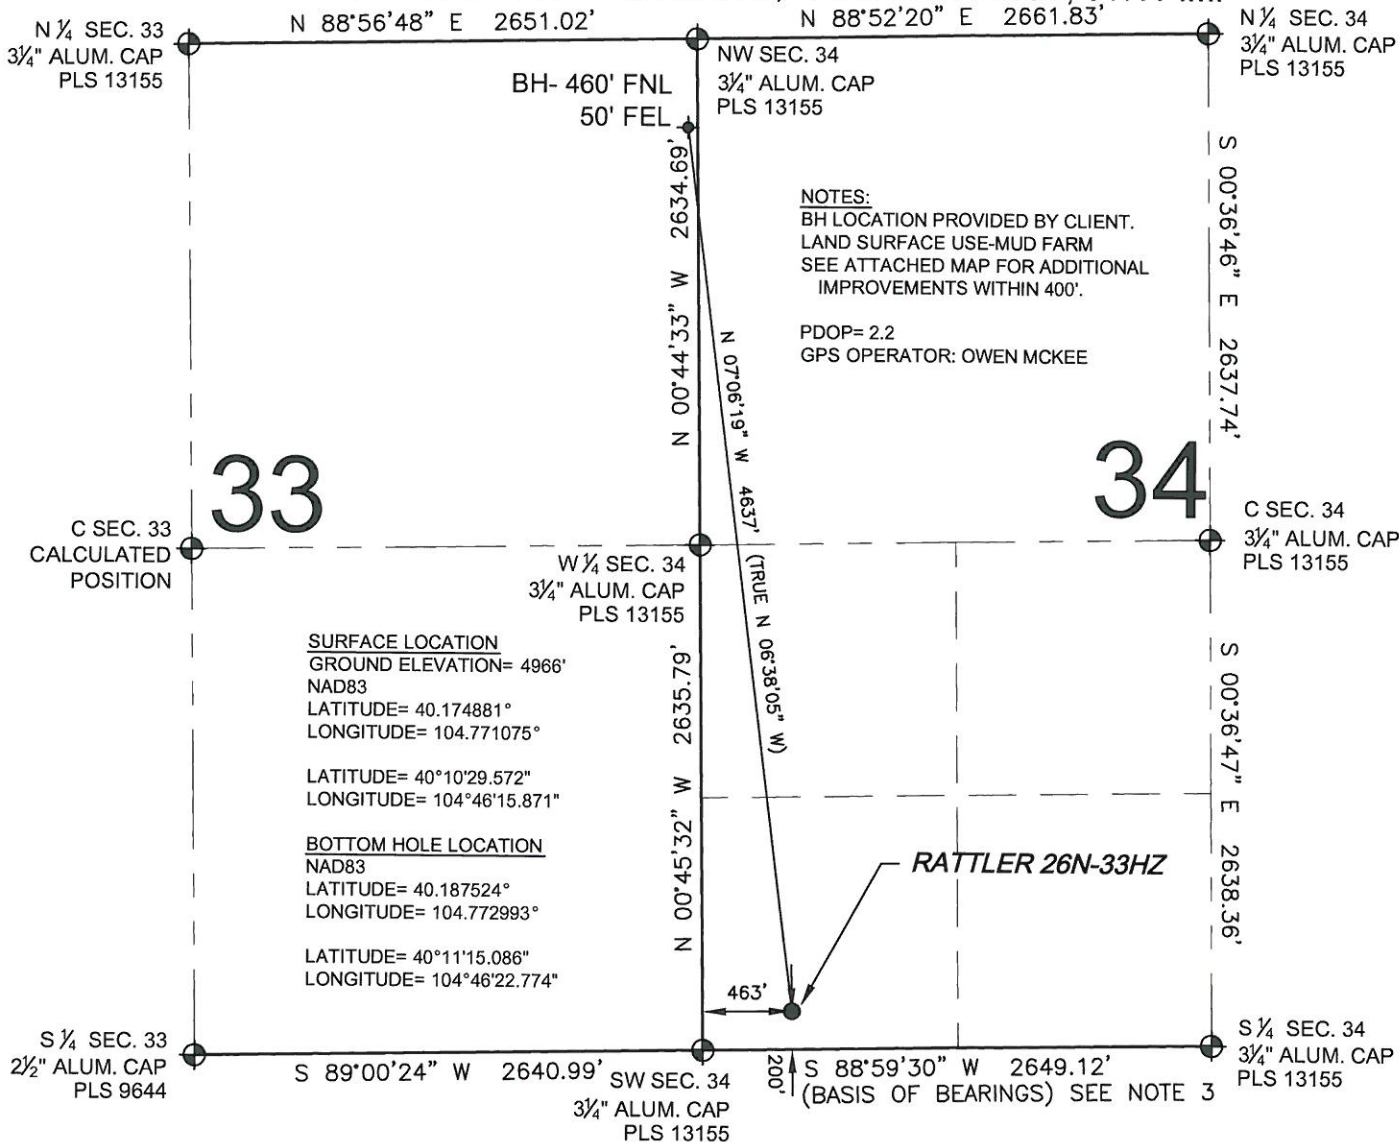 N 88°56'48" E 2651.02'
N 88°52'20" E 2661.83'
N ¼ SEC. 33
3¼" ALUM. CAP
PLS 13155
NW SEC. 34
3¼" ALUM. CAP
PLS 13155
N ¼ SEC. 34
3¼" ALUM. CAP
PLS 13155
BH- 460' FNL
50' FEL
N 00°44'33" W 2634.69'
S 00°36'46" E 2637.74'
NOTES:
BH LOCATION PROVIDED BY CLIENT.
LAND SURFACE USE-MUD FARM
SEE ATTACHED MAP FOR ADDITIONAL
IMPROVEMENTS WITHIN 400'.
PDOP= 2.2
GPS OPERATOR: OWEN MCKEE
N 07°06'19" W 4637' (TRUE N 06°38'05" W)
33
34
C SEC. 33
CALCULATED
POSITION
W ¼ SEC. 34
3¼" ALUM. CAP
PLS 13155
C SEC. 34
3¼" ALUM. CAP
PLS 13155
SURFACE LOCATION
GROUND ELEVATION= 4966'
NAD83
LATITUDE= 40.174881°
LONGITUDE= 104.771075°
LATITUDE= 40°10'29.572"
LONGITUDE= 104°46'15.871"
BOTTOM HOLE LOCATION
NAD83
LATITUDE= 40.187524°
LONGITUDE= 104.772993°
LATITUDE= 40°11'15.086"
LONGITUDE= 104°46'22.774"
N 00°45'32" W 2635.79'
S 00°36'47" E 2638.36'
RATTLER 26N-33HZ
463'
200'
S ¼ SEC. 33
2½" ALUM. CAP
PLS 9644
S 89°00'24" W 2640.99'
SW SEC. 34
3¼" ALUM. CAP
PLS 13155
S 88°59'30" W 2649.12'
(BASIS OF BEARINGS) SEE NOTE 3
S ¼ SEC. 34
3¼" ALUM. CAP
PLS 13155